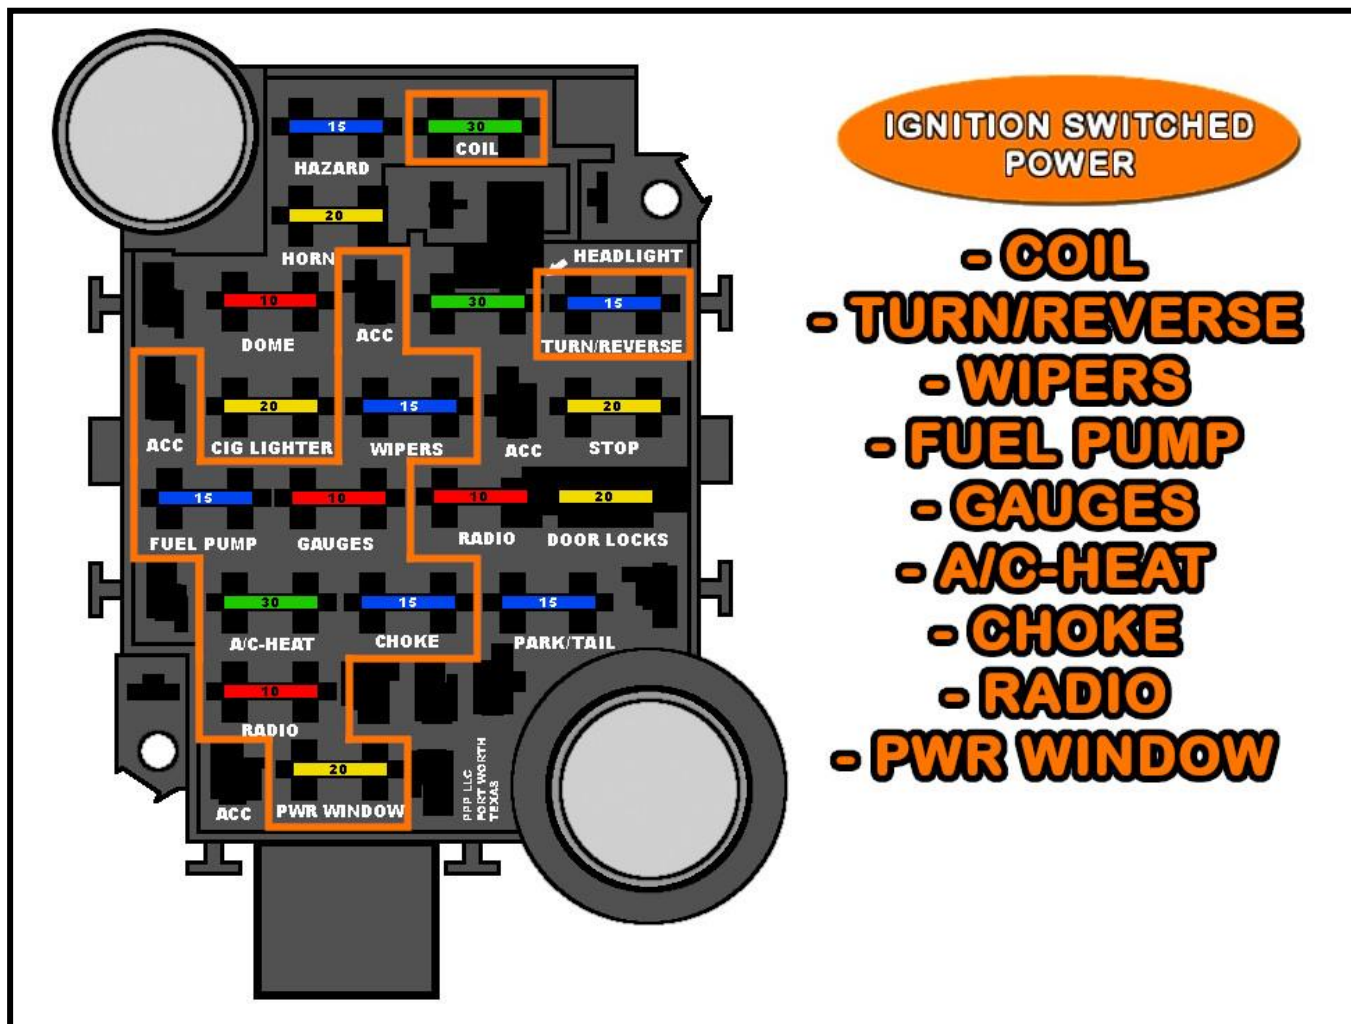 15
HAZARD
30
COIL
20
HORN
HEADLIGHT
10
DOME
ACC
30
15
TURN/REVERSE
ACC
20
CIG LIGHTER
15
WIPERS
ACC
20
STOP
15
FUEL PUMP
10
GAUGES
10
RADIO
20
DOOR LOCKS
30
A/C-HEAT
15
CHOKE
15
PARK/TAIL
10
RADIO
ACC
20
PWR WINDOW
PPP LLC
FORT WORTH
TEXAS
IGNITION SWITCHED
POWER
- COIL
- TURN/REVERSE
- WIPERS
- FUEL PUMP
- GAUGES
- A/C-HEAT
- CHOKE
- RADIO
- PWR WINDOW